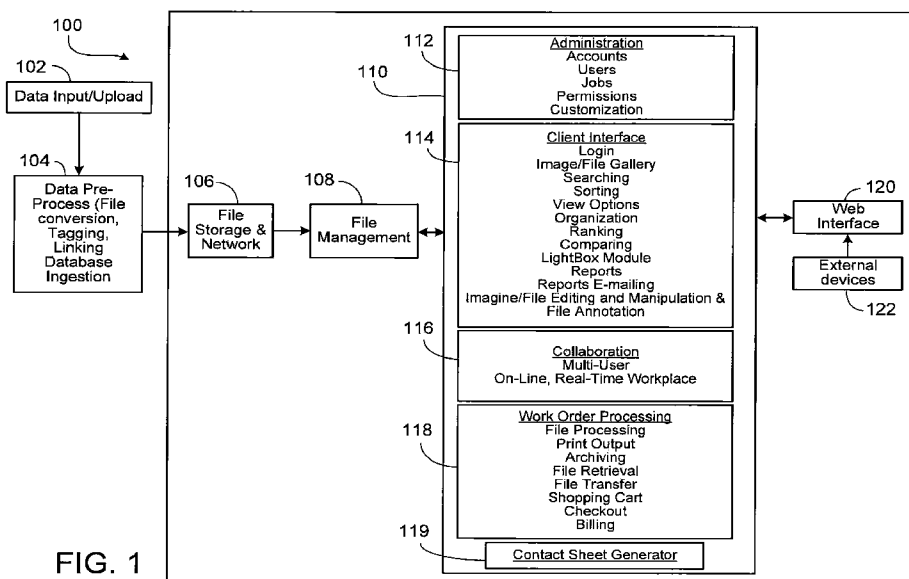 100
102
Data Input/Upload
104
Data Pre-
Process (File
conversion,
Tagging,
Linking
Database
Ingestion
106
File
Storage &
Network
108
File
Management
110
112
Administration
Accounts
Users
Jobs
Permissions
Customization
114
Client Interface
Login
Image/File Gallery
Searching
Sorting
View Options
Organization
Ranking
Comparing
LightBox Module
Reports
Reports E-mailing
Imagine/File Editing and Manipulation &
File Annotation
116
Collaboration
Multi-User
On-Line, Real-Time Workplace
118
Work Order Processing
File Processing
Print Output
Archiving
File Retrieval
File Transfer
Shopping Cart
Checkout
Billing
119
Contact Sheet Generator
120
Web
Interface
External
devices
122
FIG. 1